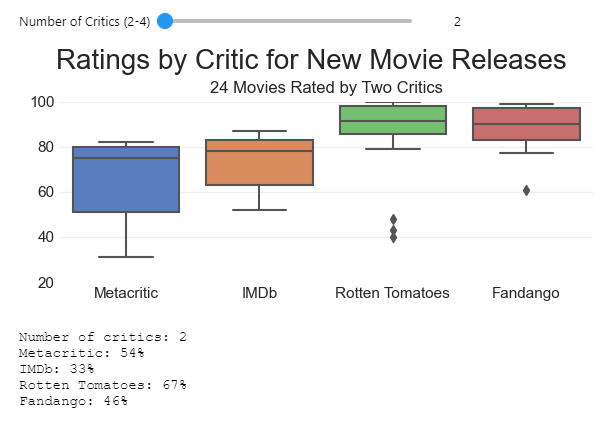 Number of Critics (2-4) 2
Ratings by Critic for New Movie Releases
24 Movies Rated by Two Critics
100
80
60
40
20
Metacritic IMDb Rotten Tomatoes Fandango
Number of critics: 2
Metacritic: 54%
IMDb: 33%
Rotten Tomatoes: 67%
Fandango: 46%